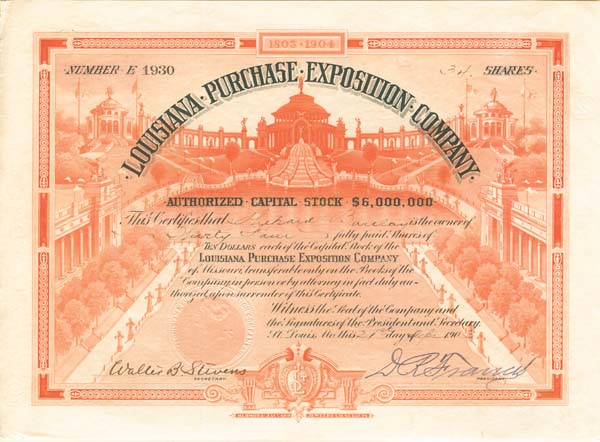 1803-1904
NUMBER E 1930 34 SHARES
LOUISIANA · PURCHASE · EXPOSITION · COMPANY
AUTHORIZED · CAPITAL STOCK $6,000,000
This Certifies that is the owner
of fully paid Shares of
TEN DOLLARS each of the Capital Stock of the
LOUISIANA PURCHASE EXPOSITION COMPANY
of Missouri, transferable only on the Books of the
Company in person or by attorney in fact duly au-
thorized, upon surrender of this Certificate.
Witness the Seal of the Company and
the Signatures of the President and Secretary.
St. Louis, Mo. this 21st day of 190
Walter B. Stevens
SECRETARY.
D.R. Francis
PRESIDENT.